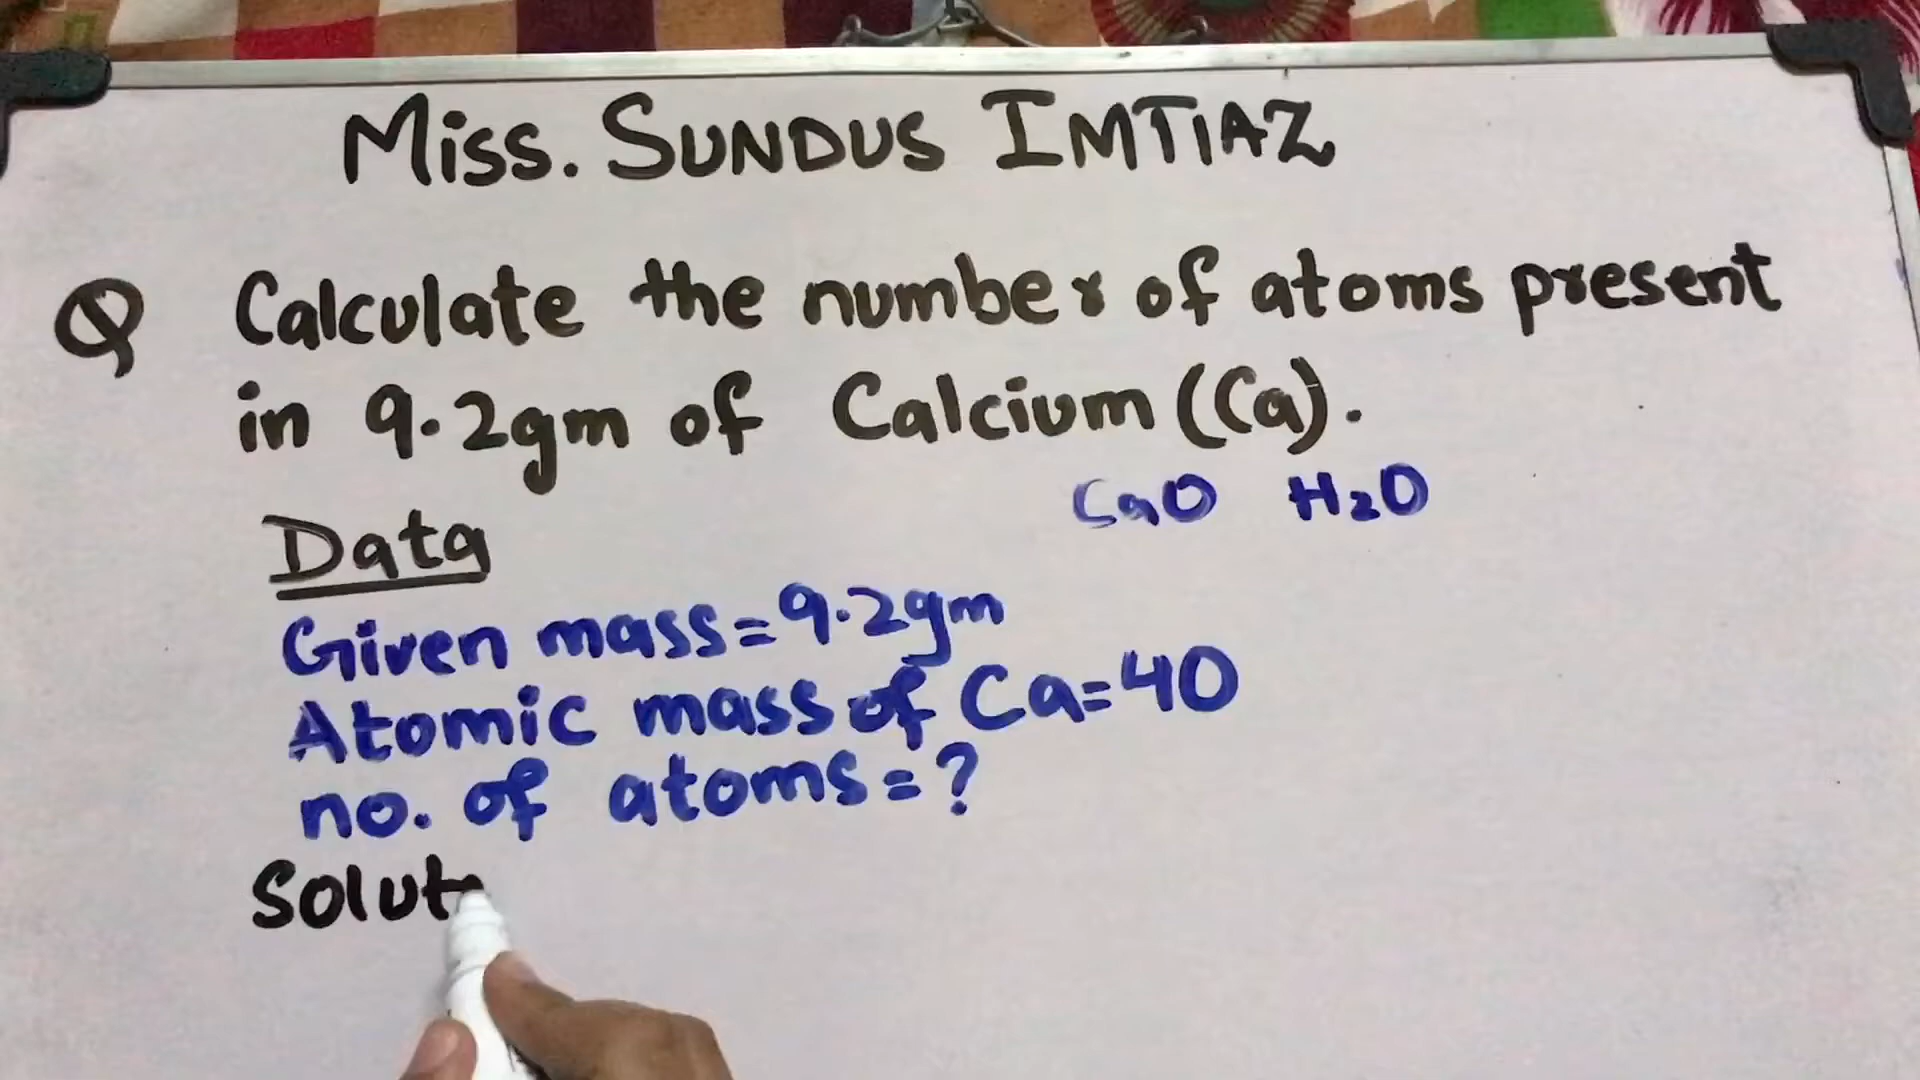 Miss. SUNDUS IMTIAZ
Q Calculate the number of atoms present
in 9.2gm of Calcium (Ca).
CaO H2O
Data
Given mass=9.2gm
Atomic mass of Ca=40
no. of atoms=?
Solut